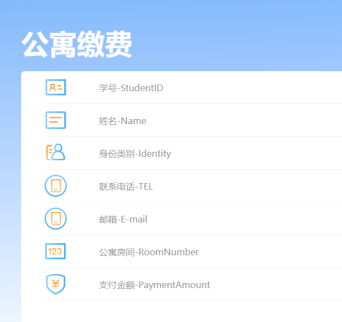 公寓缴费
学号-StudentID
姓名-Name
身份类别-Identity
联系电话-TEL
邮箱-E-mail
123
公寓房间-RoomNumber
支付金额-PaymentAmount